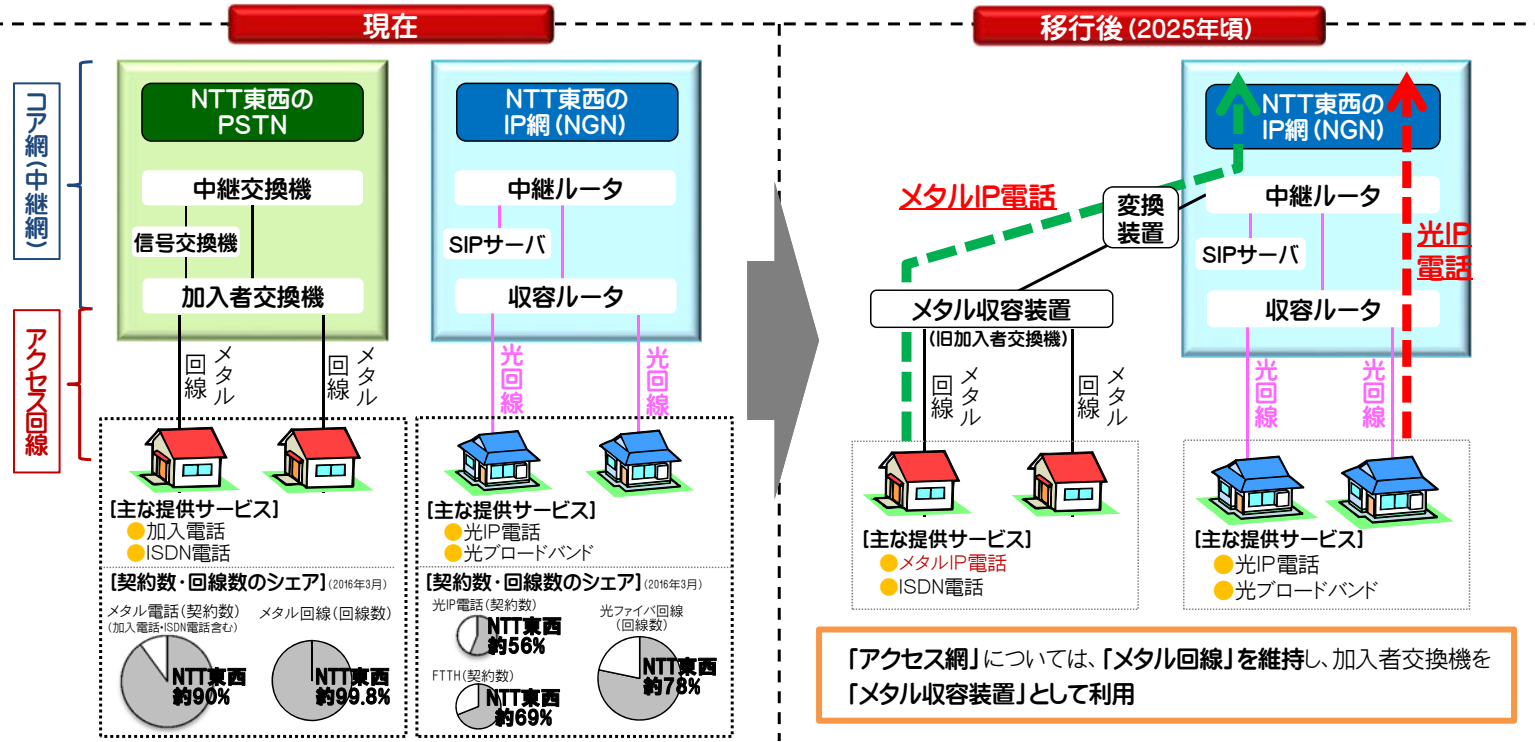 現在
コア網(中継網)
アクセス回線
NTT東西の
PSTN
中継交換機
信号交換機
加入者交換機
メタル
回線
メタル
回線
NTT東西の
IP網(NGN)
中継ルータ
SIPサーバ
収容ルータ
光回線
光回線
[主な提供サービス]
●加入電話
●ISDN電話
[契約数・回線数のシェア](2016年3月)
メタル電話(契約数)
(加入電話・ISDN電話含む)
NTT東西
約90%
メタル回線(回線数)
NTT東西
約99.8%
[主な提供サービス]
●光IP電話
●光ブロードバンド
[契約数・回線数のシェア](2016年3月)
光IP電話(契約数)
NTT東西
約56%
FTTH(契約数)
NTT東西
約69%
光ファイバ回線
(回線数)
NTT東西
約78%
移行後(2025年頃)
NTT東西の
IP網(NGN)
メタルIP電話
変換
装置
中継ルータ
SIPサーバ
光IP
電話
収容ルータ
メタル収容装置
(旧加入者交換機)
メタル
回線
メタル
回線
光回線
光回線
[主な提供サービス]
●メタルIP電話
●ISDN電話
[主な提供サービス]
●光IP電話
●光ブロードバンド
「アクセス網」については、「メタル回線」を維持し、加入者交換機を
「メタル収容装置」として利用